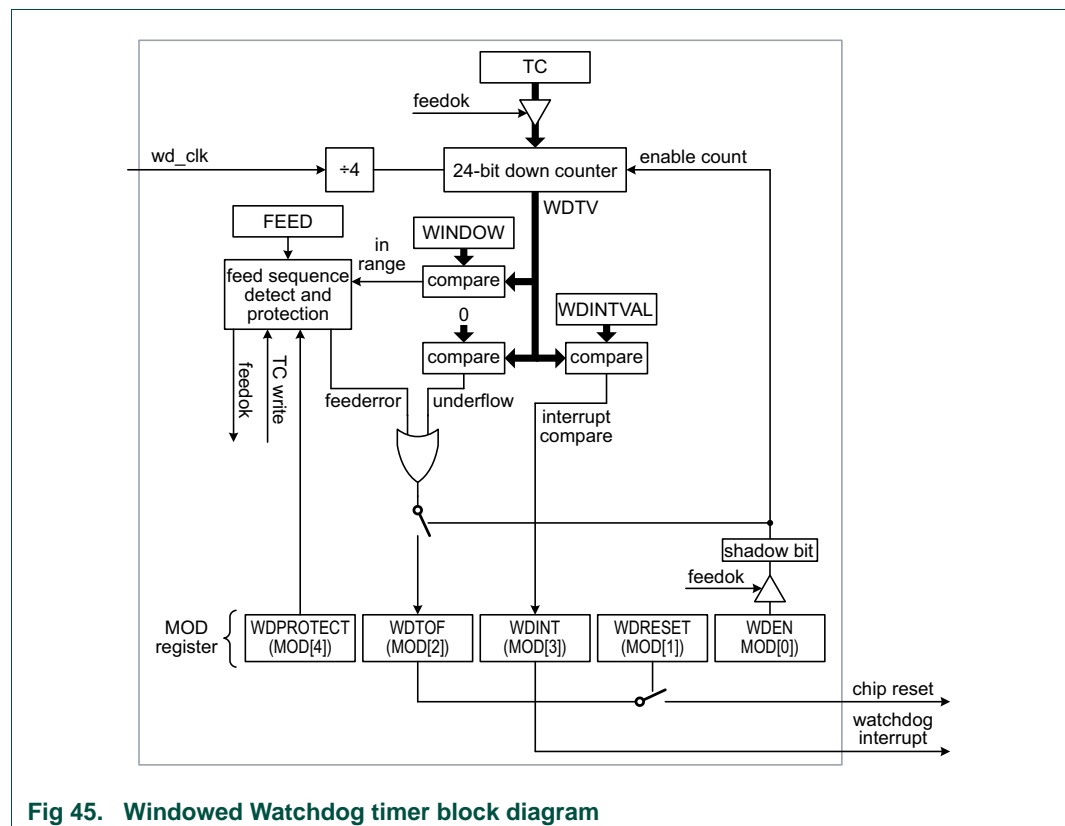 TC
feedok
wd_clk
÷4
24-bit down counter
enable count
WDTV
FEED
WINDOW
in
range
feed sequence
detect and
protection
compare
0
WDINTVAL
compare
compare
feedok
TC write
feederror
underflow
interrupt
compare
shadow bit
feedok
MOD
register
WDPROTECT
(MOD[4])
WDTOF
(MOD[2])
WDINT
(MOD[3])
WDRESET
(MOD[1])
WDEN
MOD[0])
chip reset
watchdog
interrupt
Fig 45. Windowed Watchdog timer block diagram